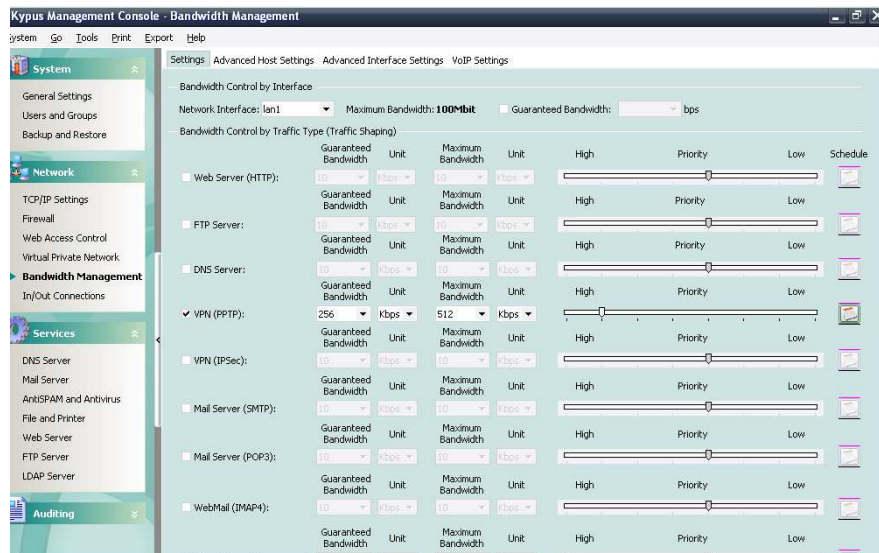 Kypus Management Console - Bandwidth Management
System Go Tools Print Export Help
System
General Settings
Users and Groups
Backup and Restore
Network
TCP/IP Settings
Firewall
Web Access Control
Virtual Private Network
Bandwidth Management
In/Out Connections
Services
DNS Server
Mail Server
AntiSPAM and Antivirus
File and Printer
Web Server
FTP Server
LDAP Server
Auditing
Settings Advanced Host Settings Advanced Interface Settings VoIP Settings
Bandwidth Control by Interface
Network Interface: lan1 Maximum Bandwidth: 100Mbit Guaranteed Bandwidth: bps
Bandwidth Control by Traffic Type (Traffic Shaping)
Guaranteed Bandwidth Unit Maximum Bandwidth Unit High Priority Low Schedule
Web Server (HTTP): 10 Kbps 10 Kbps
Guaranteed Bandwidth Unit Maximum Bandwidth Unit High Priority Low
FTP Server: 10 Kbps 10 Kbps
Guaranteed Bandwidth Unit Maximum Bandwidth Unit High Priority Low
DNS Server: 10 Kbps 10 Kbps
Guaranteed Bandwidth Unit Maximum Bandwidth Unit High Priority Low
VPN (PPTP): 256 Kbps 512 Kbps
Guaranteed Bandwidth Unit Maximum Bandwidth Unit High Priority Low
VPN (IPSec): 10 Kbps 10 Kbps
Guaranteed Bandwidth Unit Maximum Bandwidth Unit High Priority Low
Mail Server (SMTP): 10 Kbps 10 Kbps
Guaranteed Bandwidth Unit Maximum Bandwidth Unit High Priority Low
Mail Server (POP3): 10 Kbps 10 Kbps
Guaranteed Bandwidth Unit Maximum Bandwidth Unit High Priority Low
WebMail (IMAP4): 10 Kbps 10 Kbps
Guaranteed Bandwidth Unit Maximum Bandwidth Unit High Priority Low